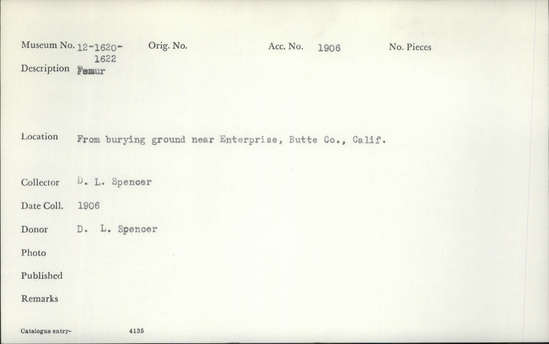 Museum No. 12-1620- Orig. No. Acc. No. 1906 No. Pieces
1622
Description Femur
Location From burying ground near Enterprise, Butte Co., Calif.
Collector D. L. Spencer
Date Coll. 1906
Donor D. L. Spencer
Photo
Published
Remarks
Catalogue entry- 4135